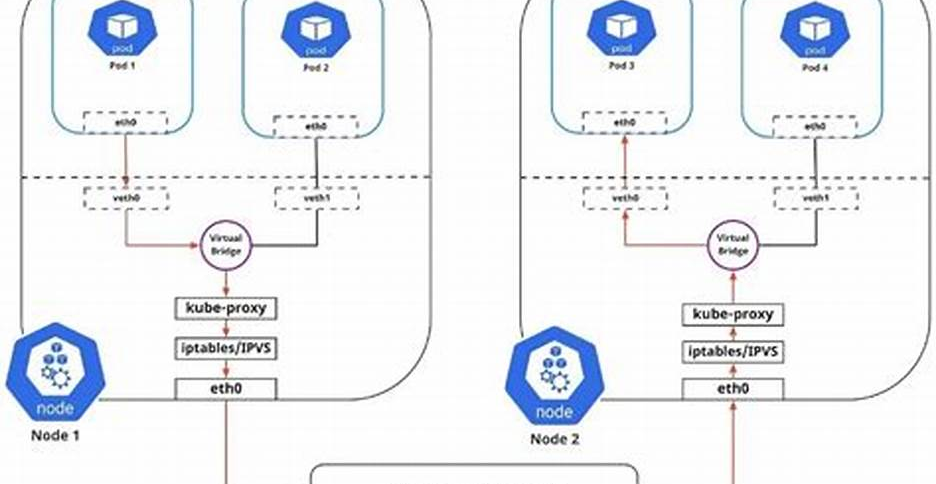 pod
Pod 1
eth0
pod
Pod 2
eth0
veth0
veth1
Virtual
Bridge
kube-proxy
iptables/IPVS
eth0
node
Node 1
pod
Pod 3
eth0
pod
Pod 4
eth0
veth0
veth1
Virtual
Bridge
kube-proxy
iptables/IPVS
eth0
node
Node 2